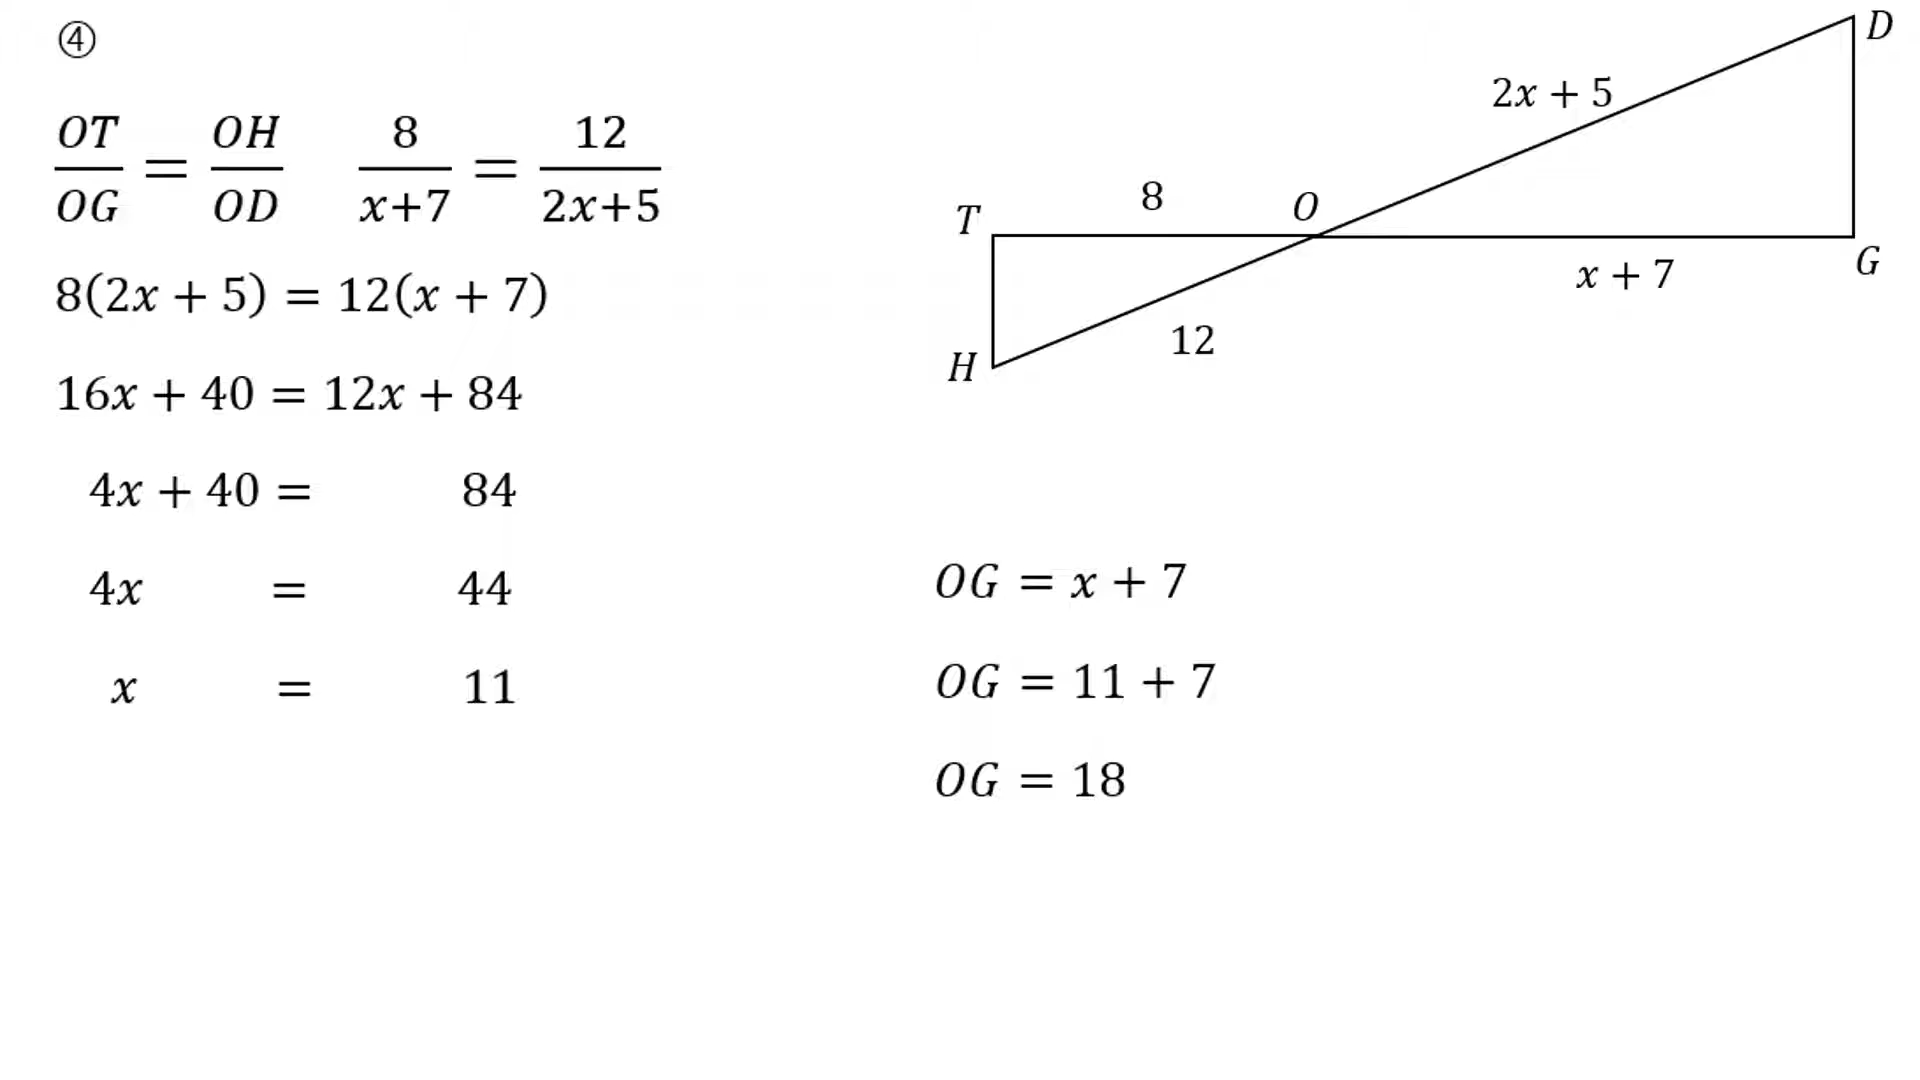 ④
OT/OG = OH/OD 8/x+7 = 12/2x+5
8(2x + 5) = 12(x + 7)
16x + 40 = 12x + 84
4x + 40 = 84
4x = 44
x = 11
D
2x + 5
8
O
T
G
x + 7
12
H
OG = x + 7
OG = 11 + 7
OG = 18